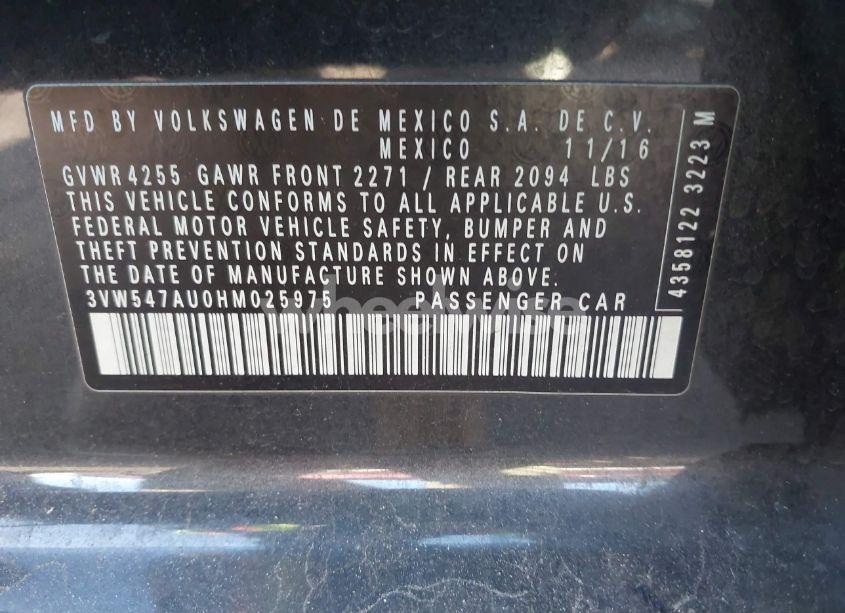 MFD BY VOLKSWAGEN DE MEXICO S.A. DE C.V.
MEXICO 11/16
GVWR 4255 GAWR FRONT 2271 / REAR 2094 LBS
THIS VEHICLE CONFORMS TO ALL APPLICABLE U.S.
FEDERAL MOTOR VEHICLE SAFETY, BUMPER AND
THEFT PREVENTION STANDARDS IN EFFECT ON
THE DATE OF MANUFACTURE SHOWN ABOVE.
3VW547AU0HM025975 PASSENGER CAR
4358122 3223 M
wheelwise